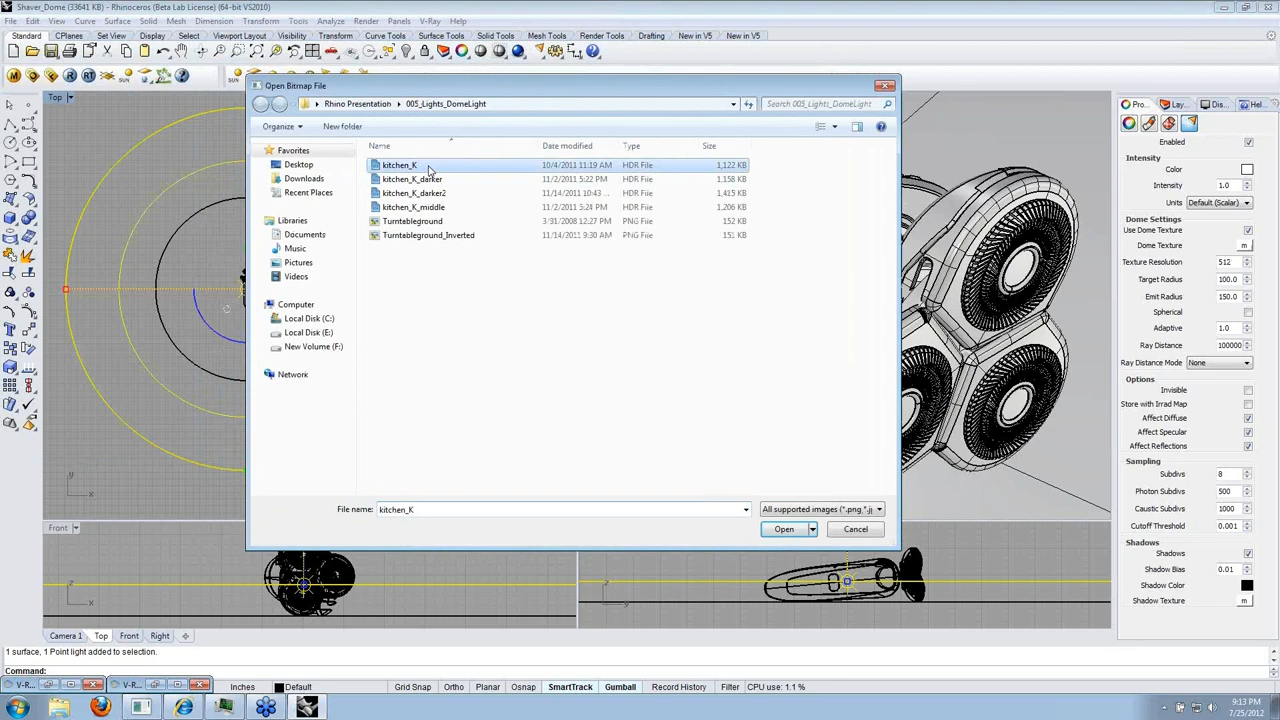 Shaver_Dome (33641 KB) - Rhinoceros (Beta Lab License) (64-bit VS2010)
File Edit View Curve Surface Solid Mesh Dimension Transform Tools Analyze Render Panels V-Ray Help
Standard CPlanes Set View Display Select Viewport Layout Visibility Transform Curve Tools Surface Tools Solid Tools Mesh Tools Render Tools Drafting New in V5 New in V5
Top
Open Bitmap File
Rhino Presentation 005_Lights_DomeLight
Search 005_Lights_DomeLight
Organize New folder
Favorites
Desktop
Downloads
Recent Places
Libraries
Documents
Music
Pictures
Videos
Computer
Local Disk (C:)
Local Disk (E:)
New Volume (F:)
Network
Name Date modified Type Size
kitchen_K 10/4/2011 11:19 AM HDR File 1,122 KB
kitchen_K_darker 11/2/2011 5:22 PM HDR File 1,158 KB
kitchen_K_darker2 11/14/2011 10:43 ... HDR File 1,415 KB
kitchen_K_middle 11/2/2011 5:24 PM HDR File 1,206 KB
Turntableground 3/31/2008 12:27 PM PNG File 152 KB
Turntableground_Inverted 11/14/2011 9:30 AM PNG File 151 KB
File name: kitchen_K
All supported images (*.png,*.j
Open Cancel
Pro... Lay... Dis... Hel...
Enabled
Intensity
Color
Intensity 1.0
Units Default (Scalar)
Dome Settings
Use Dome Texture
Dome Texture m
Texture Resolution 512
Target Radius 100.0
Emit Radius 150.0
Spherical
Adaptive 1.0
Ray Distance 100000
Ray Distance Mode None
Options
Invisible
Store with Irrad Map
Affect Diffuse
Affect Specular
Affect Reflections
Sampling
Subdivs 8
Photon Subdivs 500
Caustic Subdivs 1000
Cutoff Threshold 0.001
Shadows
Shadows
Shadow Bias 0.01
Shadow Color
Shadow Texture m
y
x
Front
z
x
z
y
Camera 1 Top Front Right
1 surface, 1 Point light added to selection.
Command:
V-R... V-R... Inches Default Grid Snap Ortho Planar Osnap SmartTrack Gumball Record History Filter CPU use: 1.1 %
9:13 PM
7/25/2012